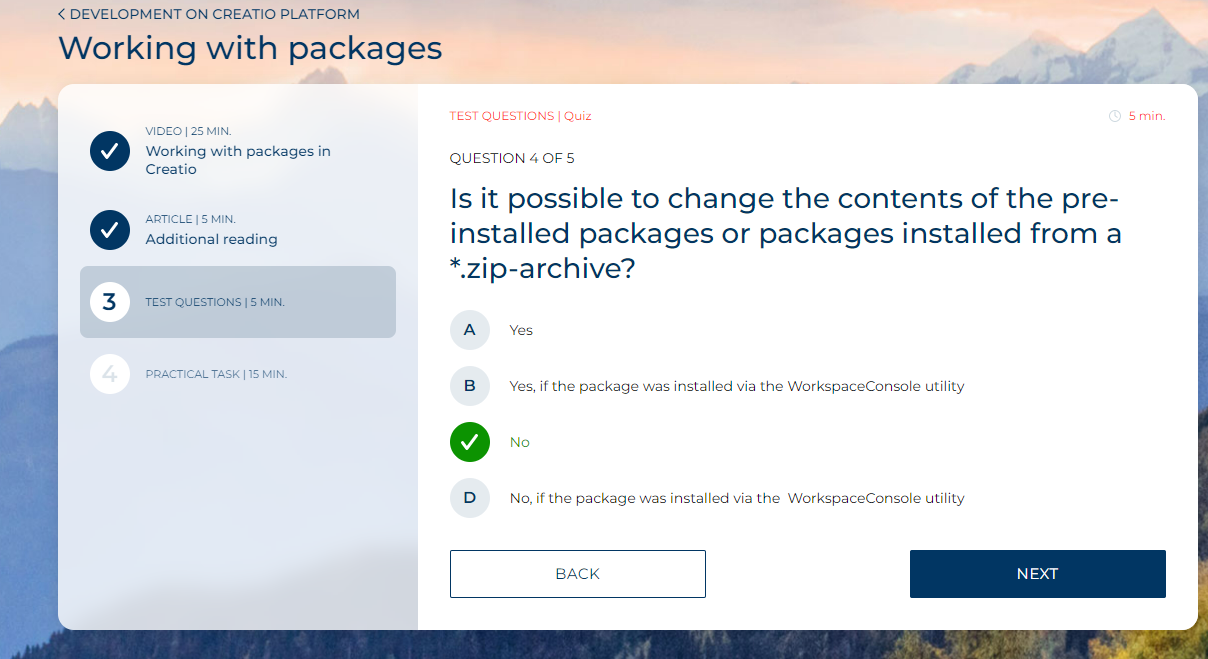 < DEVELOPMENT ON CREATIO PLATFORM
Working with packages
VIDEO | 25 MIN.
Working with packages in
Creatio
ARTICLE | 5 MIN.
Additional reading
3
TEST QUESTIONS | 5 MIN.
4
PRACTICAL TASK | 15 MIN.
TEST QUESTIONS | Quiz
5 min.
QUESTION 4 OF 5
Is it possible to change the contents of the pre-
installed packages or packages installed from a
*.zip-archive?
A Yes
B Yes, if the package was installed via the WorkspaceConsole utility
No
D No, if the package was installed via the WorkspaceConsole utility
BACK
NEXT